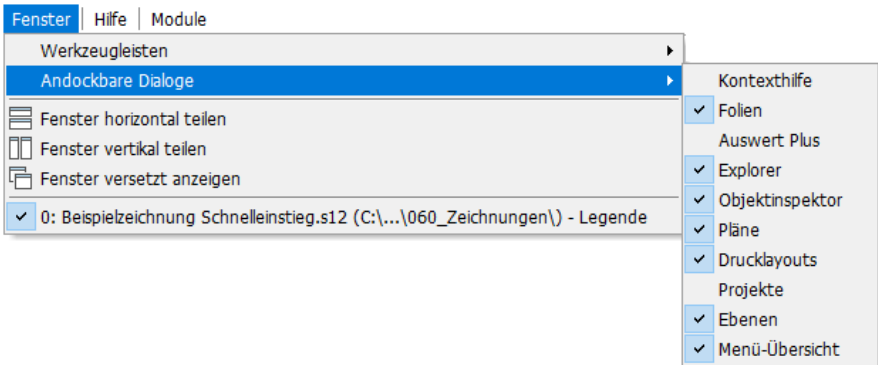 Fenster Hilfe Module
Werkzeugleisten
Andockbare Dialoge
Fenster horizontal teilen
Fenster vertikal teilen
Fenster versetzt anzeigen
0: Beispielzeichnung Schnelleinstieg.s12 (C:\...\060_Zeichnungen\) - Legende
Kontexthilfe
Folien
Auswert Plus
Explorer
Objektinspektor
Pläne
Drucklayouts
Projekte
Ebenen
Menü-Übersicht